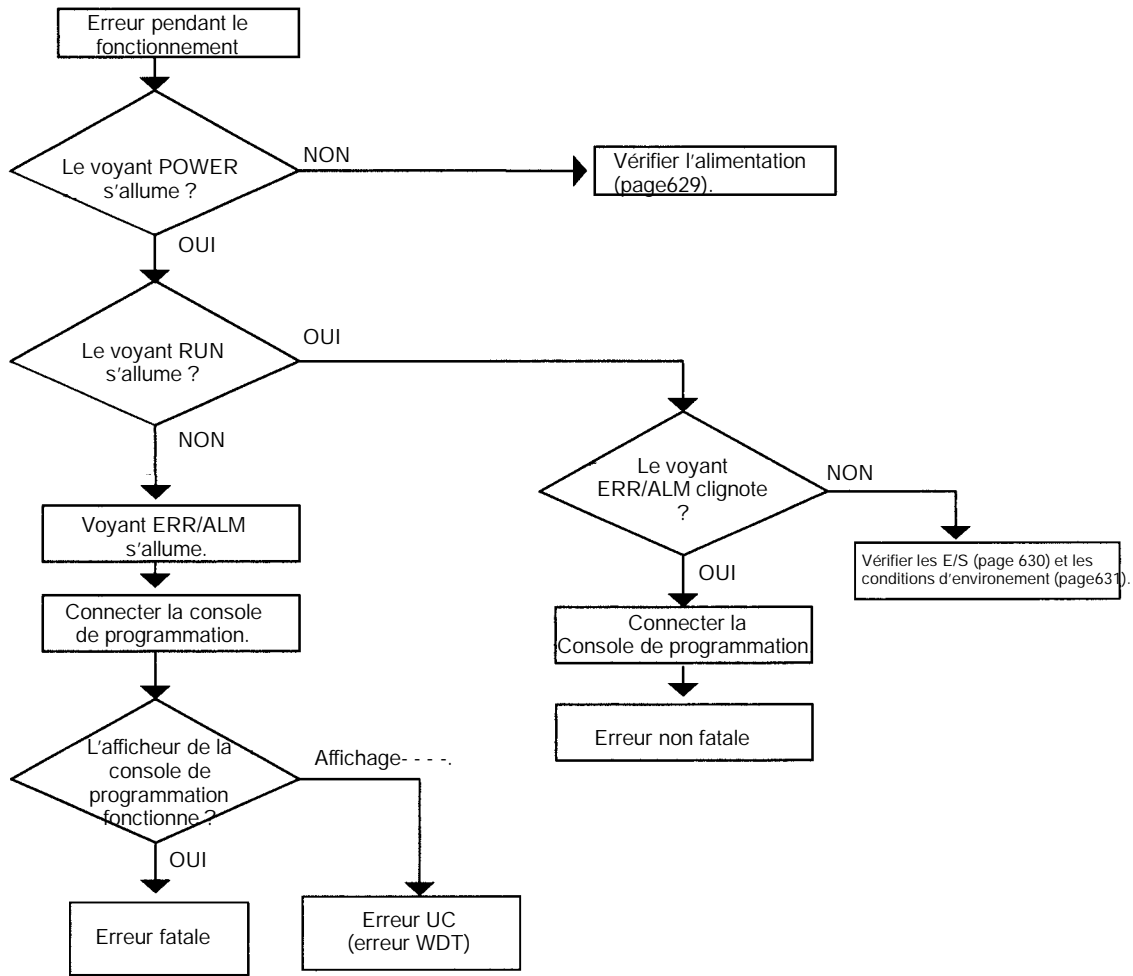 Erreur pendant le
fonctionnement
Le voyant POWER
s'allume ?
NON
Vérifier l'alimentation
(page629).
OUI
Le voyant RUN
s'allume ?
OUI
NON
Le voyant
ERR/ALM clignote
?
NON
Voyant ERR/ALM
s'allume.
Vérifier les E/S (page 630) et les
conditions d'environement (page631).
OUI
Connecter la console
de programmation.
Connecter la
Console de programmation
Erreur non fatale
L'afficheur de la
console de
programmation
fonctionne ?
Affichage- - - -.
OUI
Erreur fatale
Erreur UC
(erreur WDT)